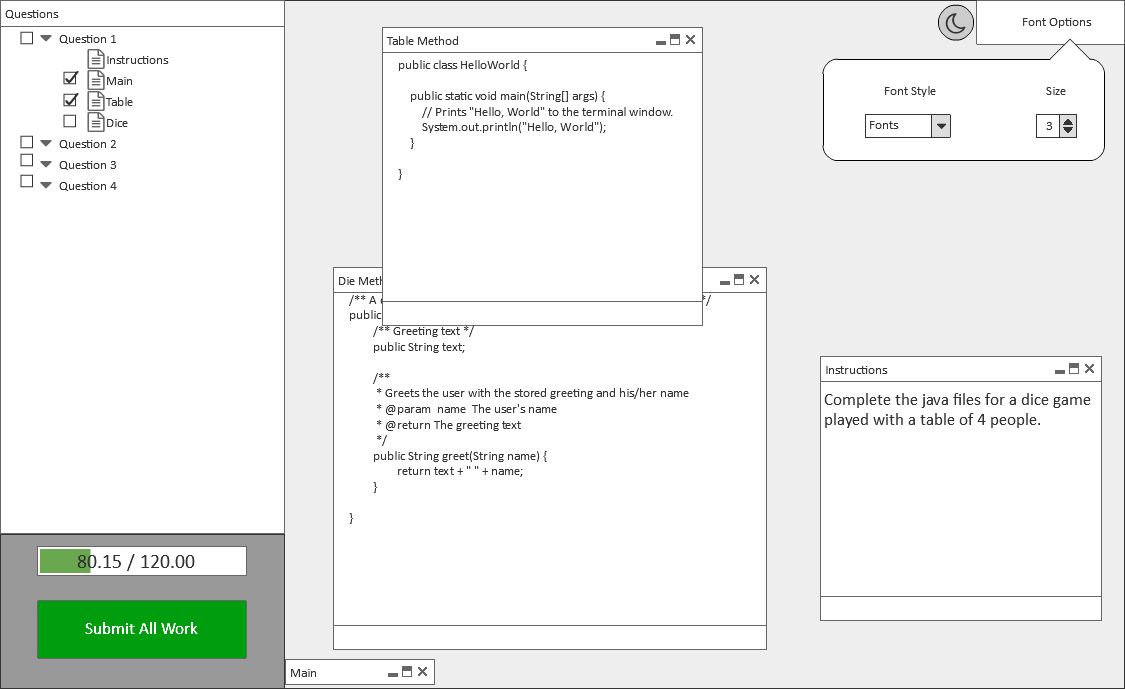 Questions
Question 1
Instructions
Main
Table
Dice
Question 2
Question 3
Question 4
80.15 / 120.00
Submit All Work
Table Method
public class HelloWorld {
public static void main(String[] args) {
// Prints "Hello, World" to the terminal window.
System.out.println("Hello, World");
}
}
Die Meth
/** A */
public
/** Greeting text */
public String text;
/**
* Greets the user with the stored greeting and his/her name
* @param name The user's name
* @return The greeting text
*/
public String greet(String name) {
return text + " " + name;
}
}
Main
Font Options
Font Style
Size
Fonts
3
Instructions
Complete the java files for a dice game
played with a table of 4 people.